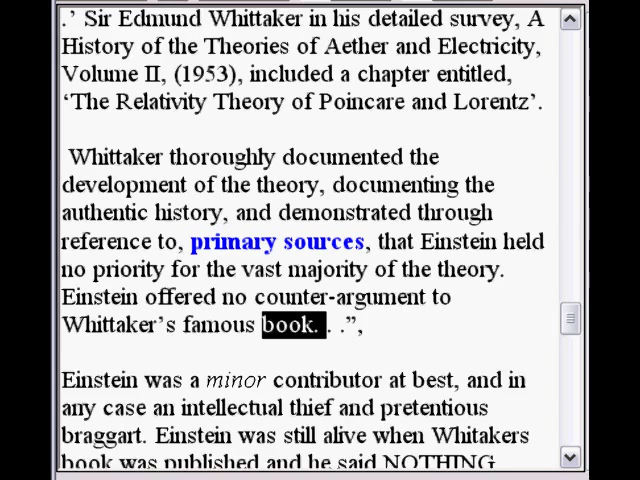 .’ Sir Edmund Whittaker in his detailed survey, A
History of the Theories of Aether and Electricity,
Volume II, (1953), included a chapter entitled,
‘The Relativity Theory of Poincare and Lorentz’.
Whittaker thoroughly documented the
development of the theory, documenting the
authentic history, and demonstrated through
reference to, primary sources, that Einstein held
no priority for the vast majority of the theory.
Einstein offered no counter-argument to
Whittaker’s famous book. . .”,
Einstein was a minor contributor at best, and in
any case an intellectual thief and pretentious
braggart. Einstein was still alive when Whitakers
book was published and he said NOTHING